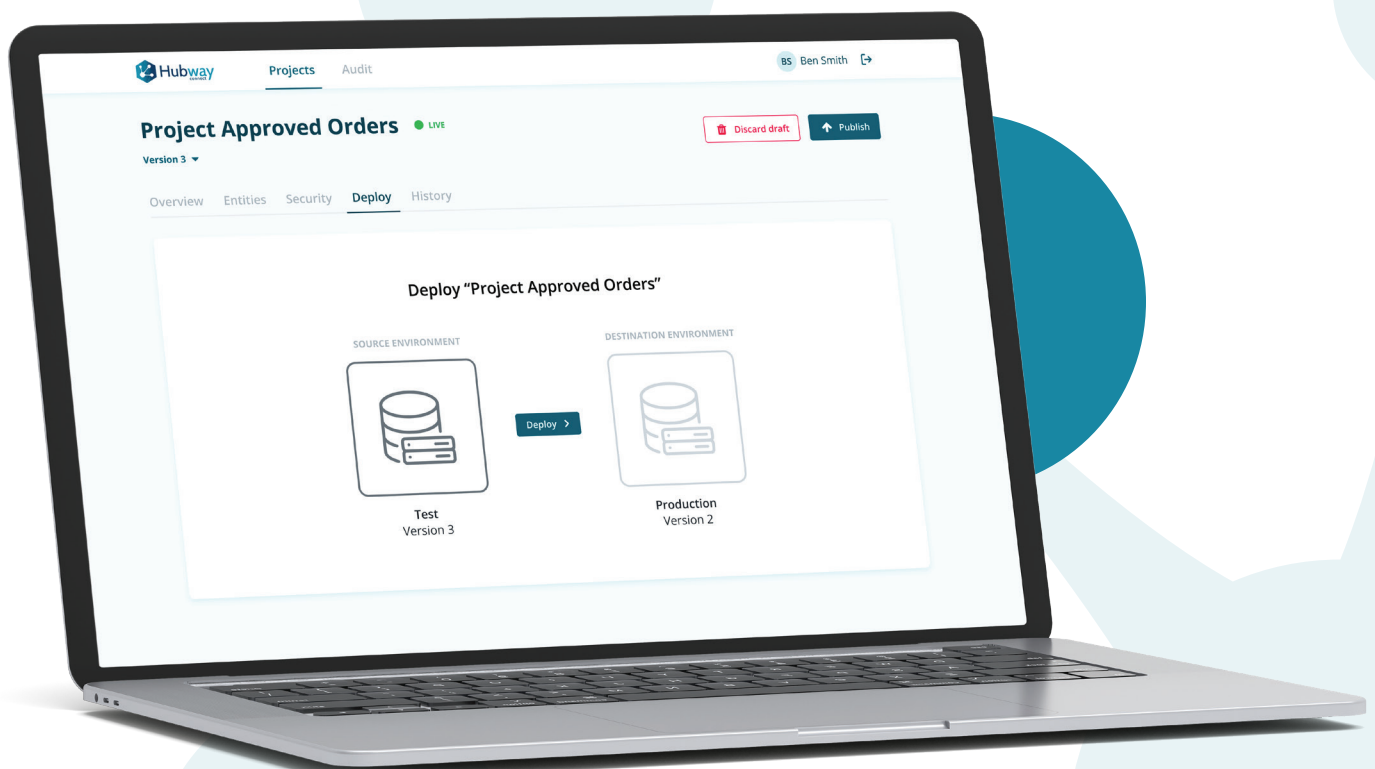 Hubway
CONNECT
Projects
Audit
BS
Ben Smith
Project Approved Orders
LIVE
Discard draft
Publish
Version 3
Overview
Entities
Security
Deploy
History
Deploy “Project Approved Orders”
SOURCE ENVIRONMENT
DESTINATION ENVIRONMENT
Deploy
Test
Version 3
Production
Version 2